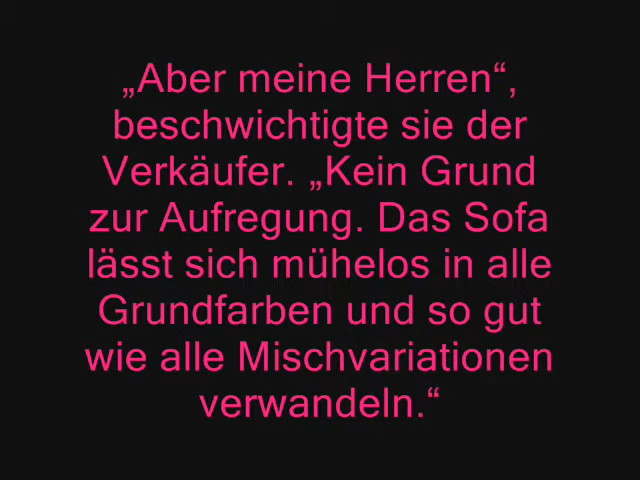 „Aber meine Herren“,
beschwichtigte sie der
Verkäufer. „Kein Grund
zur Aufregung. Das Sofa
lässt sich mühelos in alle
Grundfarben und so gut
wie alle Mischvariationen
verwandeln.“